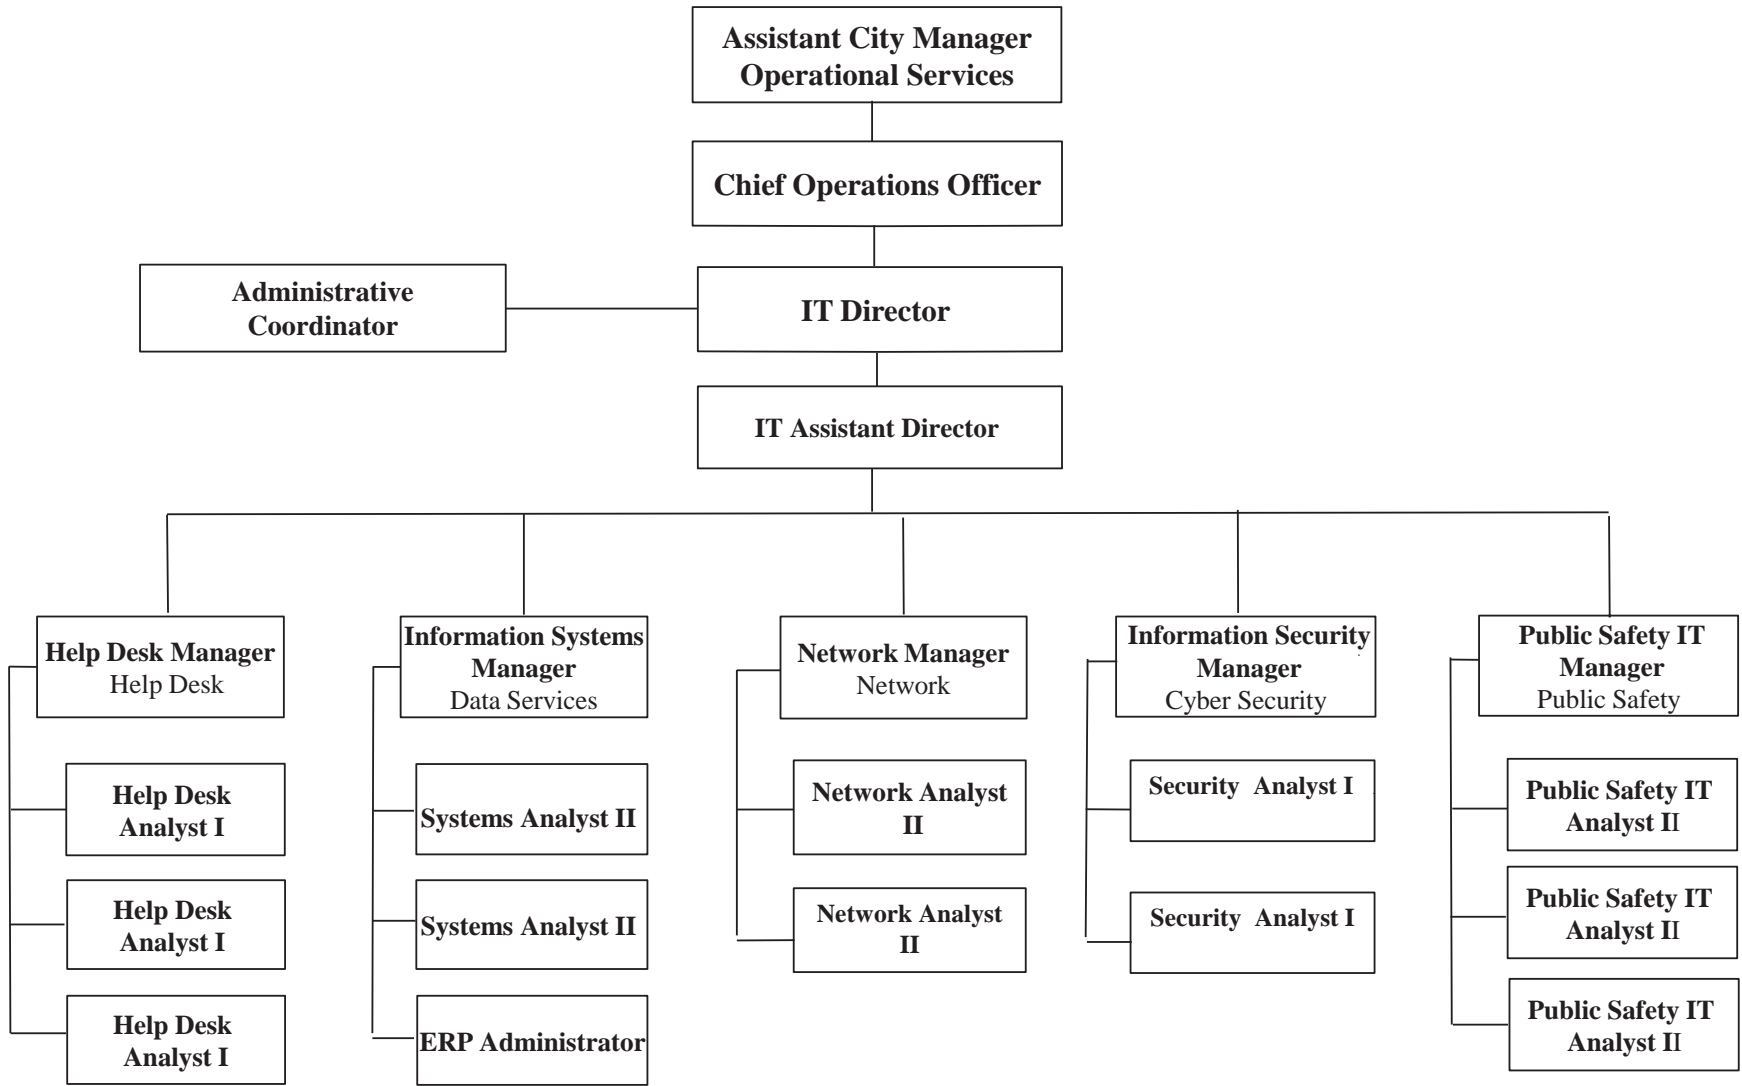 Assistant City Manager
Operational Services
Chief Operations Officer
Administrative
Coordinator
IT Director
IT Assistant Director
Help Desk Manager
Help Desk
Information Systems
Manager
Data Services
Network Manager
Network
Information Security
Manager
Cyber Security
Public Safety IT
Manager
Public Safety
Help Desk
Analyst I
Help Desk
Analyst I
Help Desk
Analyst I
Systems Analyst II
Systems Analyst II
ERP Administrator
Network Analyst
II
Network Analyst
II
Security Analyst I
Security Analyst I
Public Safety IT
Analyst II
Public Safety IT
Analyst II
Public Safety IT
Analyst II